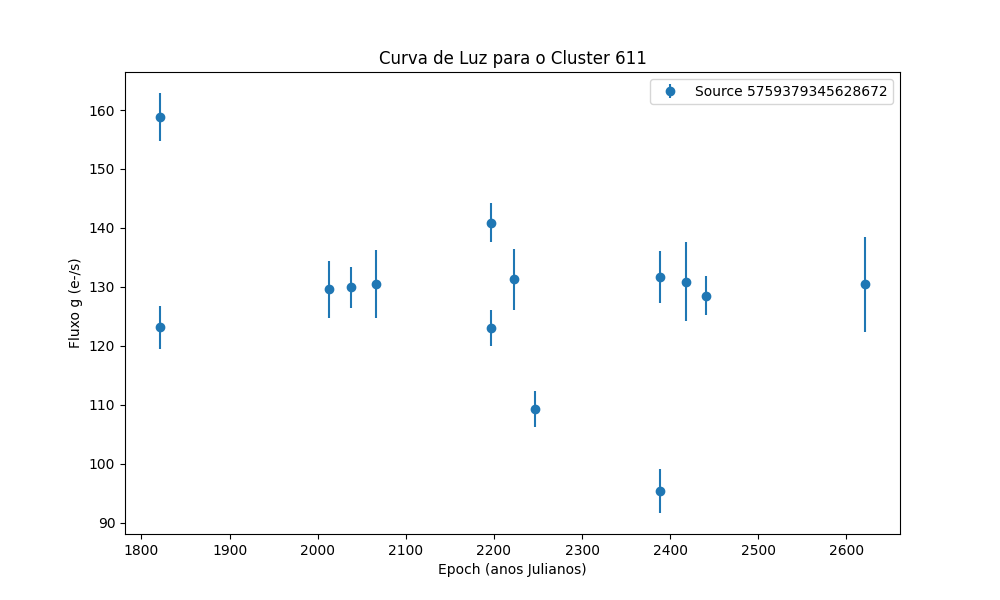 Curva de Luz para o Cluster 611
Source 5759379345628672
Fluxo g (e-/s)
160
150
140
130
120
110
100
90
1800 1900 2000 2100 2200 2300 2400 2500 2600
Epoch (anos Julianos)